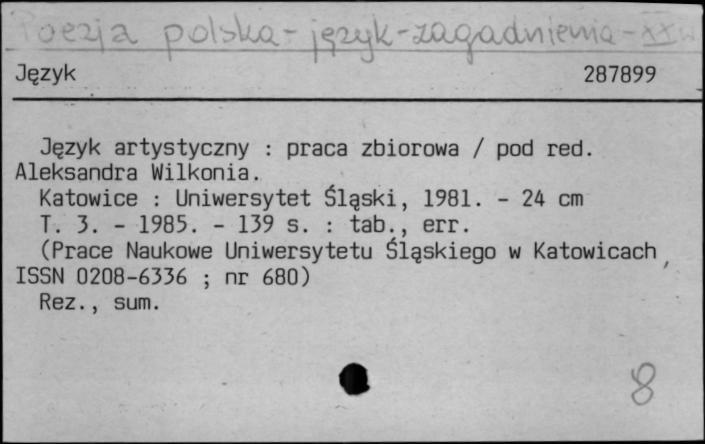 Poezja polska - język - zagadnienia - XX w
Język 287899
Język artystyczny : praca zbiorowa / pod red.
Aleksandra Wilkonia.
Katowice : Uniwersytet Śląski, 1981. - 24 cm
T. 3. - 1985. - 139 s. : tab., err.
(Prace Naukowe Uniwersytetu Śląskiego w Katowicach,
ISSN 0208-6336 ; nr 680)
Rez., sum.
8